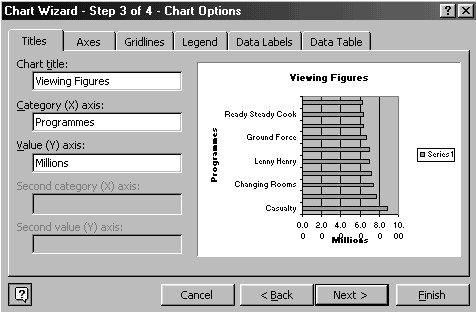 Chart Wizard - Step 3 of 4 - Chart Options
Titles
Axes
Gridlines
Legend
Data Labels
Data Table
Chart title:
Viewing Figures
Category (X) axis:
Programmes
Value (Y) axis:
Millions
Second category (X) axis:
Second value (Y) axis:
Viewing Figures
Programmes
Ready Steady Cook
Ground Force
Lenny Henry
Changing Rooms
Casualty
0.0 2.0 4.0 6.0 8.0 10.
0 0 0 0 0 00
Millions
Series1
?
Cancel
< Back
Next >
Finish